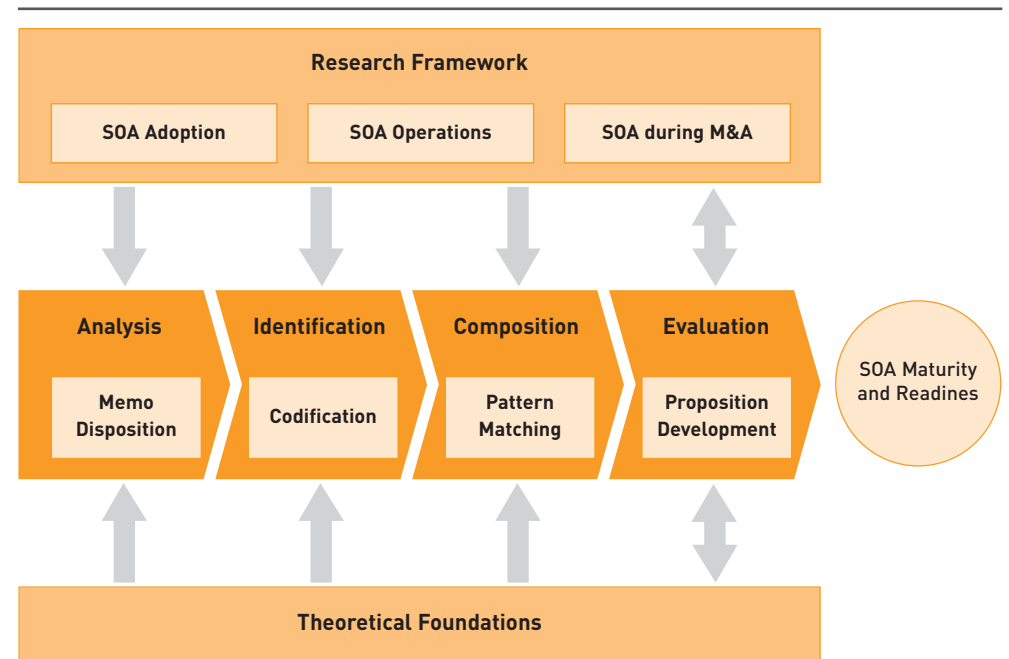 Research Framework
SOA Adoption
SOA Operations
SOA during M&A
Analysis
Identification
Composition
Evaluation
Memo
Disposition
Codification
Pattern
Matching
Proposition
Development
SOA Maturity
and Readines
Theoretical Foundations